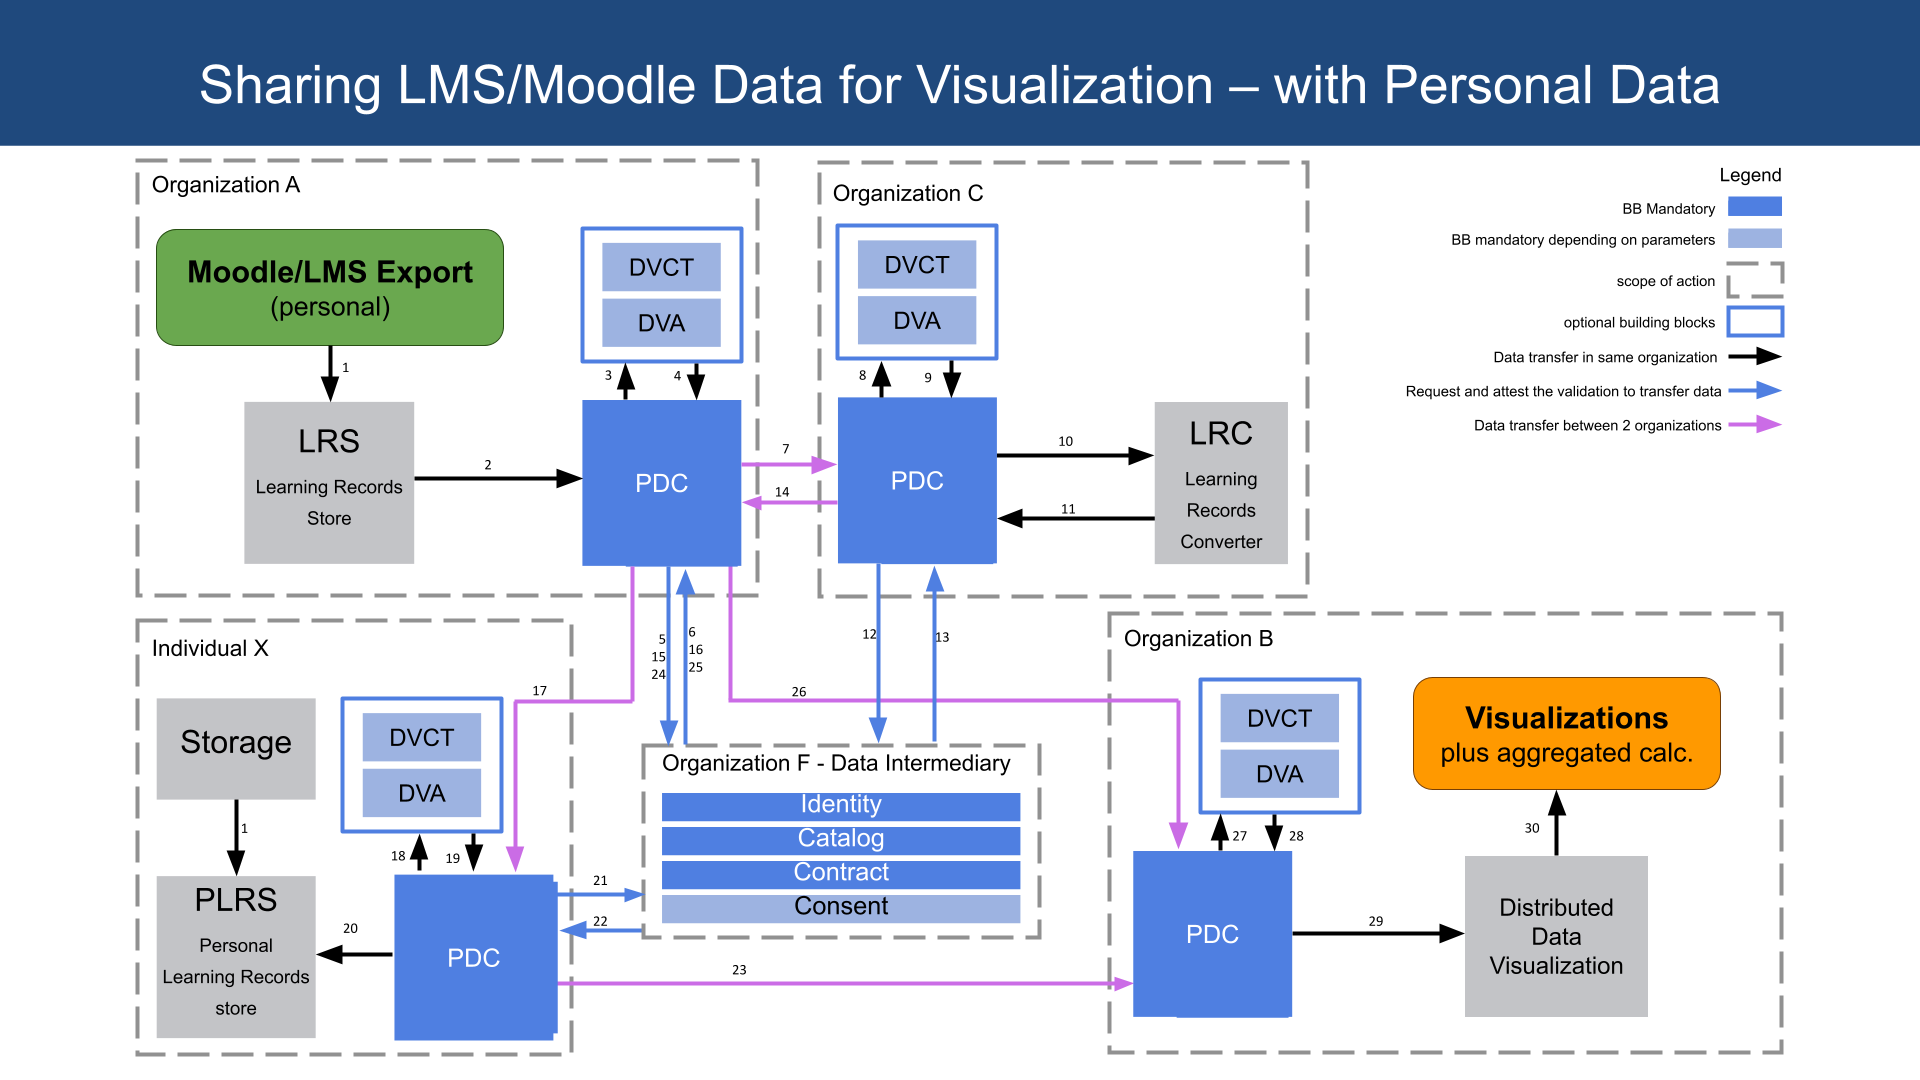 Sharing LMS/Moodle Data for Visualization – with Personal Data
Organization A
Moodle/LMS Export
(personal)
1
LRS
Learning Records
Store
2
DVCT
DVA
3
4
PDC
7
14
Organization C
DVCT
DVA
8
9
PDC
10
11
LRC
Learning
Records
Converter
Legend
BB Mandatory
BB mandatory depending on parameters
scope of action
optional building blocks
Data transfer in same organization
Request and attest the validation to transfer data
Data transfer between 2 organizations
5
15
24
6
16
25
12
13
17
26
Individual X
Storage
1
PLRS
Personal
Learning Records
store
DVCT
DVA
18
19
20
PDC
21
22
23
Organization F - Data Intermediary
Identity
Catalog
Contract
Consent
Organization B
DVCT
DVA
27
28
PDC
29
Visualizations
plus aggregated calc.
30
Distributed
Data
Visualization